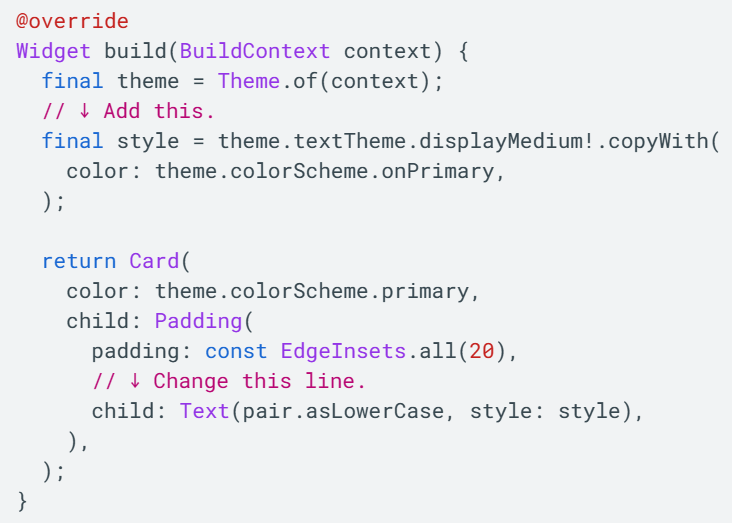 @override
Widget build(BuildContext context) {
  final theme = Theme.of(context);
  // ↓ Add this.
  final style = theme.textTheme.displayMedium!.copyWith(
    color: theme.colorScheme.onPrimary,
  );

  return Card(
    color: theme.colorScheme.primary,
    child: Padding(
      padding: const EdgeInsets.all(20),
      // ↓ Change this line.
      child: Text(pair.asLowerCase, style: style),
    ),
  );
}